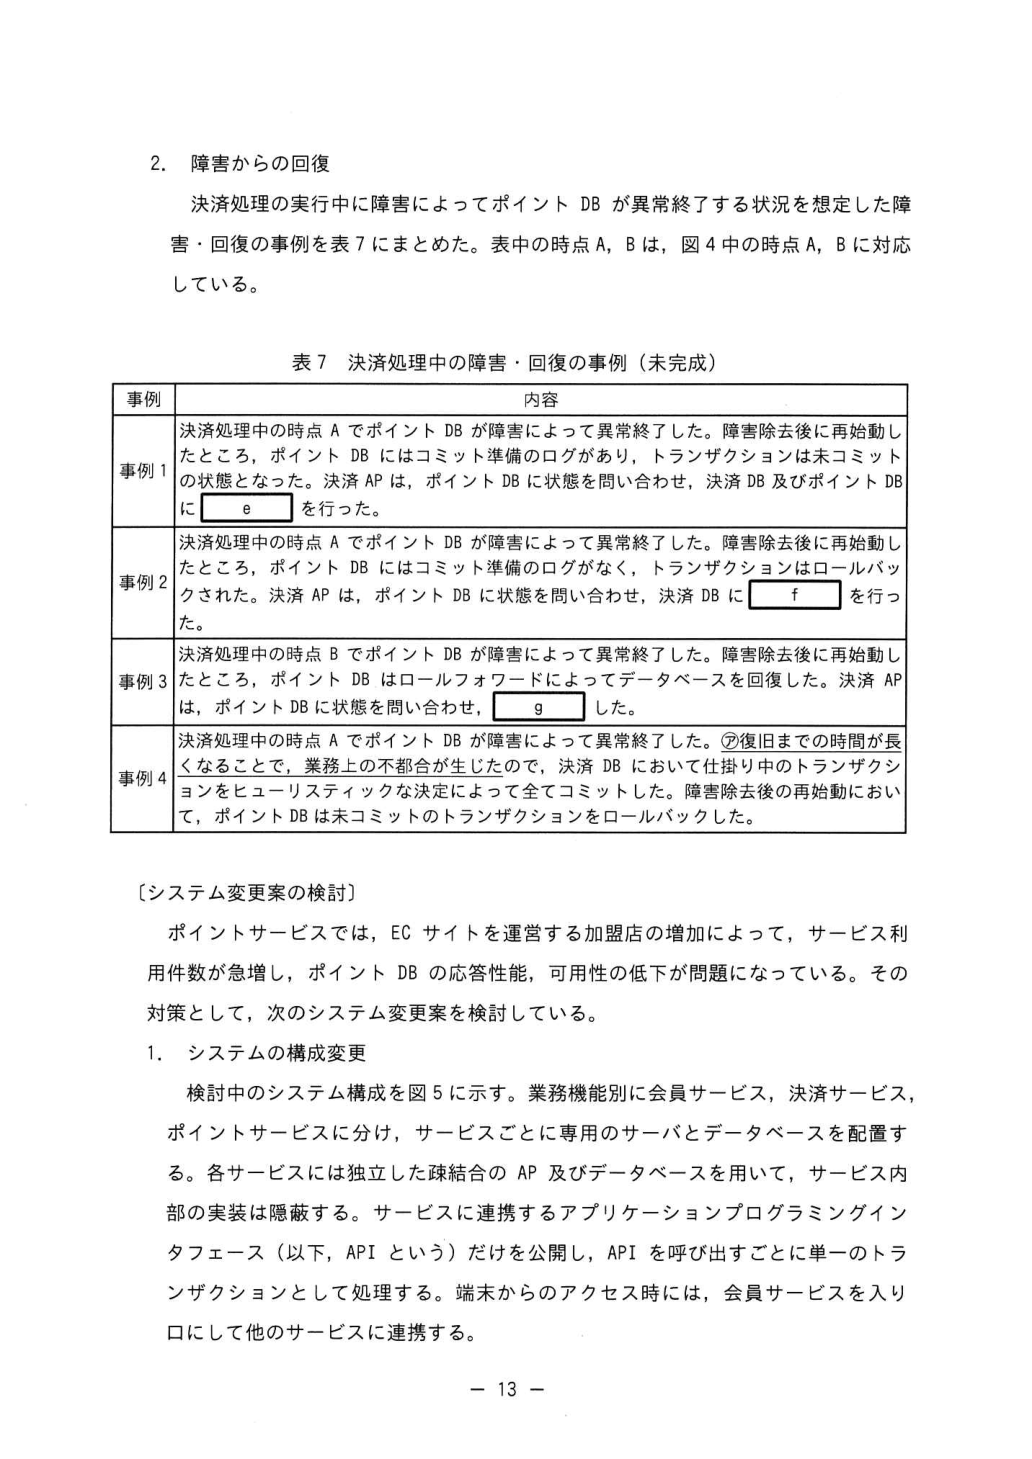 2. 障害からの回復
決済処理の実行中に障害によってポイント DB が異常終了する状況を想定した障
害・回復の事例を表7にまとめた。表中の時点A，Bは，図4中の時点A，Bに対応
している。
表7 決済処理中の障害・回復の事例（未完成）
事例 内容
決済処理中の時点 A でポイント DB が障害によって異常終了した。障害除去後に再始動し
たところ，ポイント DB にはコミット準備のログがあり，トランザクションは未コミット
事例1
の状態となった。決済 AP は，ポイント DB に状態を問い合わせ，決済 DB 及びポイント DB
に e を行った。
決済処理中の時点 A でポイント DB が障害によって異常終了した。障害除去後に再始動し
たところ，ポイント DB にはコミット準備のログがなく，トランザクションはロールバッ
事例2
クされた。決済 AP は，ポイント DB に状態を問い合わせ，決済 DB に f を行っ
た。
決済処理中の時点 B でポイント DB が障害によって異常終了した。障害除去後に再始動し
事例3 たところ，ポイント DB はロールフォワードによってデータベースを回復した。決済 AP
は，ポイント DB に状態を問い合わせ， g した。
決済処理中の時点 A でポイント DB が障害によって異常終了した。㋐復旧までの時間が長
くなることで，業務上の不都合が生じたので，決済 DB において仕掛り中のトランザクシ
事例4
ョンをヒューリスティックな決定によって全てコミットした。障害除去後の再始動におい
て，ポイント DB は未コミットのトランザクションをロールバックした。
〔システム変更案の検討〕
ポイントサービスでは，EC サイトを運営する加盟店の増加によって，サービス利
用件数が急増し，ポイント DB の応答性能，可用性の低下が問題になっている。その
対策として，次のシステム変更案を検討している。
1. システムの構成変更
検討中のシステム構成を図5に示す。業務機能別に会員サービス，決済サービス，
ポイントサービスに分け，サービスごとに専用のサーバとデータベースを配置す
る。各サービスには独立した疎結合の AP 及びデータベースを用いて，サービス内
部の実装は隠蔽する。サービスに連携するアプリケーションプログラミングイン
タフェース（以下，API という）だけを公開し，API を呼び出すごとに単一のトラ
ンザクションとして処理する。端末からのアクセス時には，会員サービスを入り
口にして他のサービスに連携する。
－ 13 －